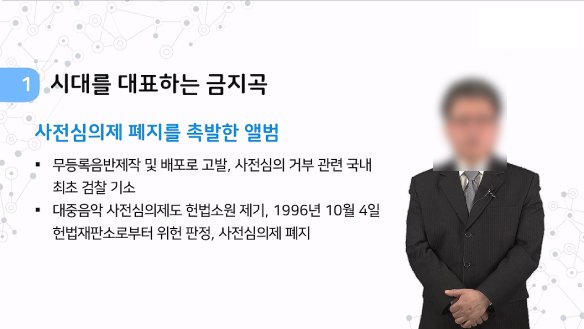 1 시대를 대표하는 금지곡
사전심의제 폐지를 촉발한 앨범
▪ 무등록음반제작 및 배포로 고발, 사전심의 거부 관련 국내
최초 검찰 기소
▪ 대중음악 사전심의제도 헌법소원 제기, 1996년 10월 4일
헌법재판소로부터 위헌 판정, 사전심의제 폐지